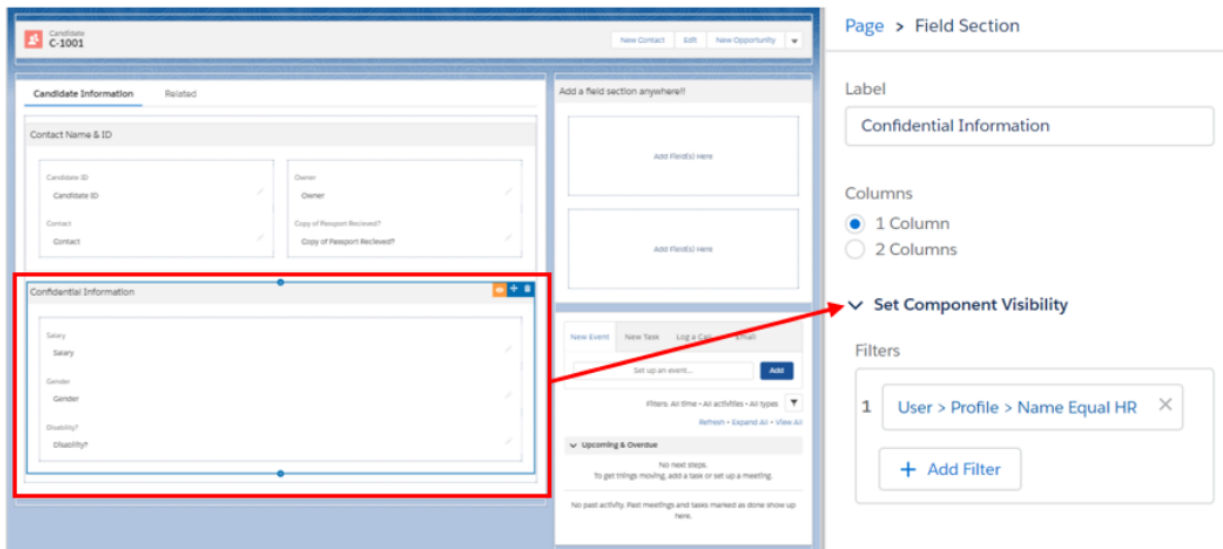 Candidate
C-1001
New Contact
Edit
New Opportunity
Candidate Information
Related
Contact Name & ID
Candidate ID
Candidate ID
Contact
Contact
Owner
Owner
Copy of Passport Recieved?
Copy of Passport Recieved?
Confidential Information
Salary
Salary
Gender
Gender
Disability?
Disability?
Add a field section anywhere!!
Add Field(s) Here
Add Field(s) Here
New Event
New Task
Log a Call
Email
Set up an event...
Add
Filters: All time • All activities • All types
Refresh • Expand All • View All
Upcoming & Overdue
No next steps.
To get things moving, add a task or set up a meeting.
No past activity. Past meetings and tasks marked as done show up
here.
Page > Field Section
Label
Confidential Information
Columns
1 Column
2 Columns
Set Component Visibility
Filters
1 User > Profile > Name Equal HR
+ Add Filter